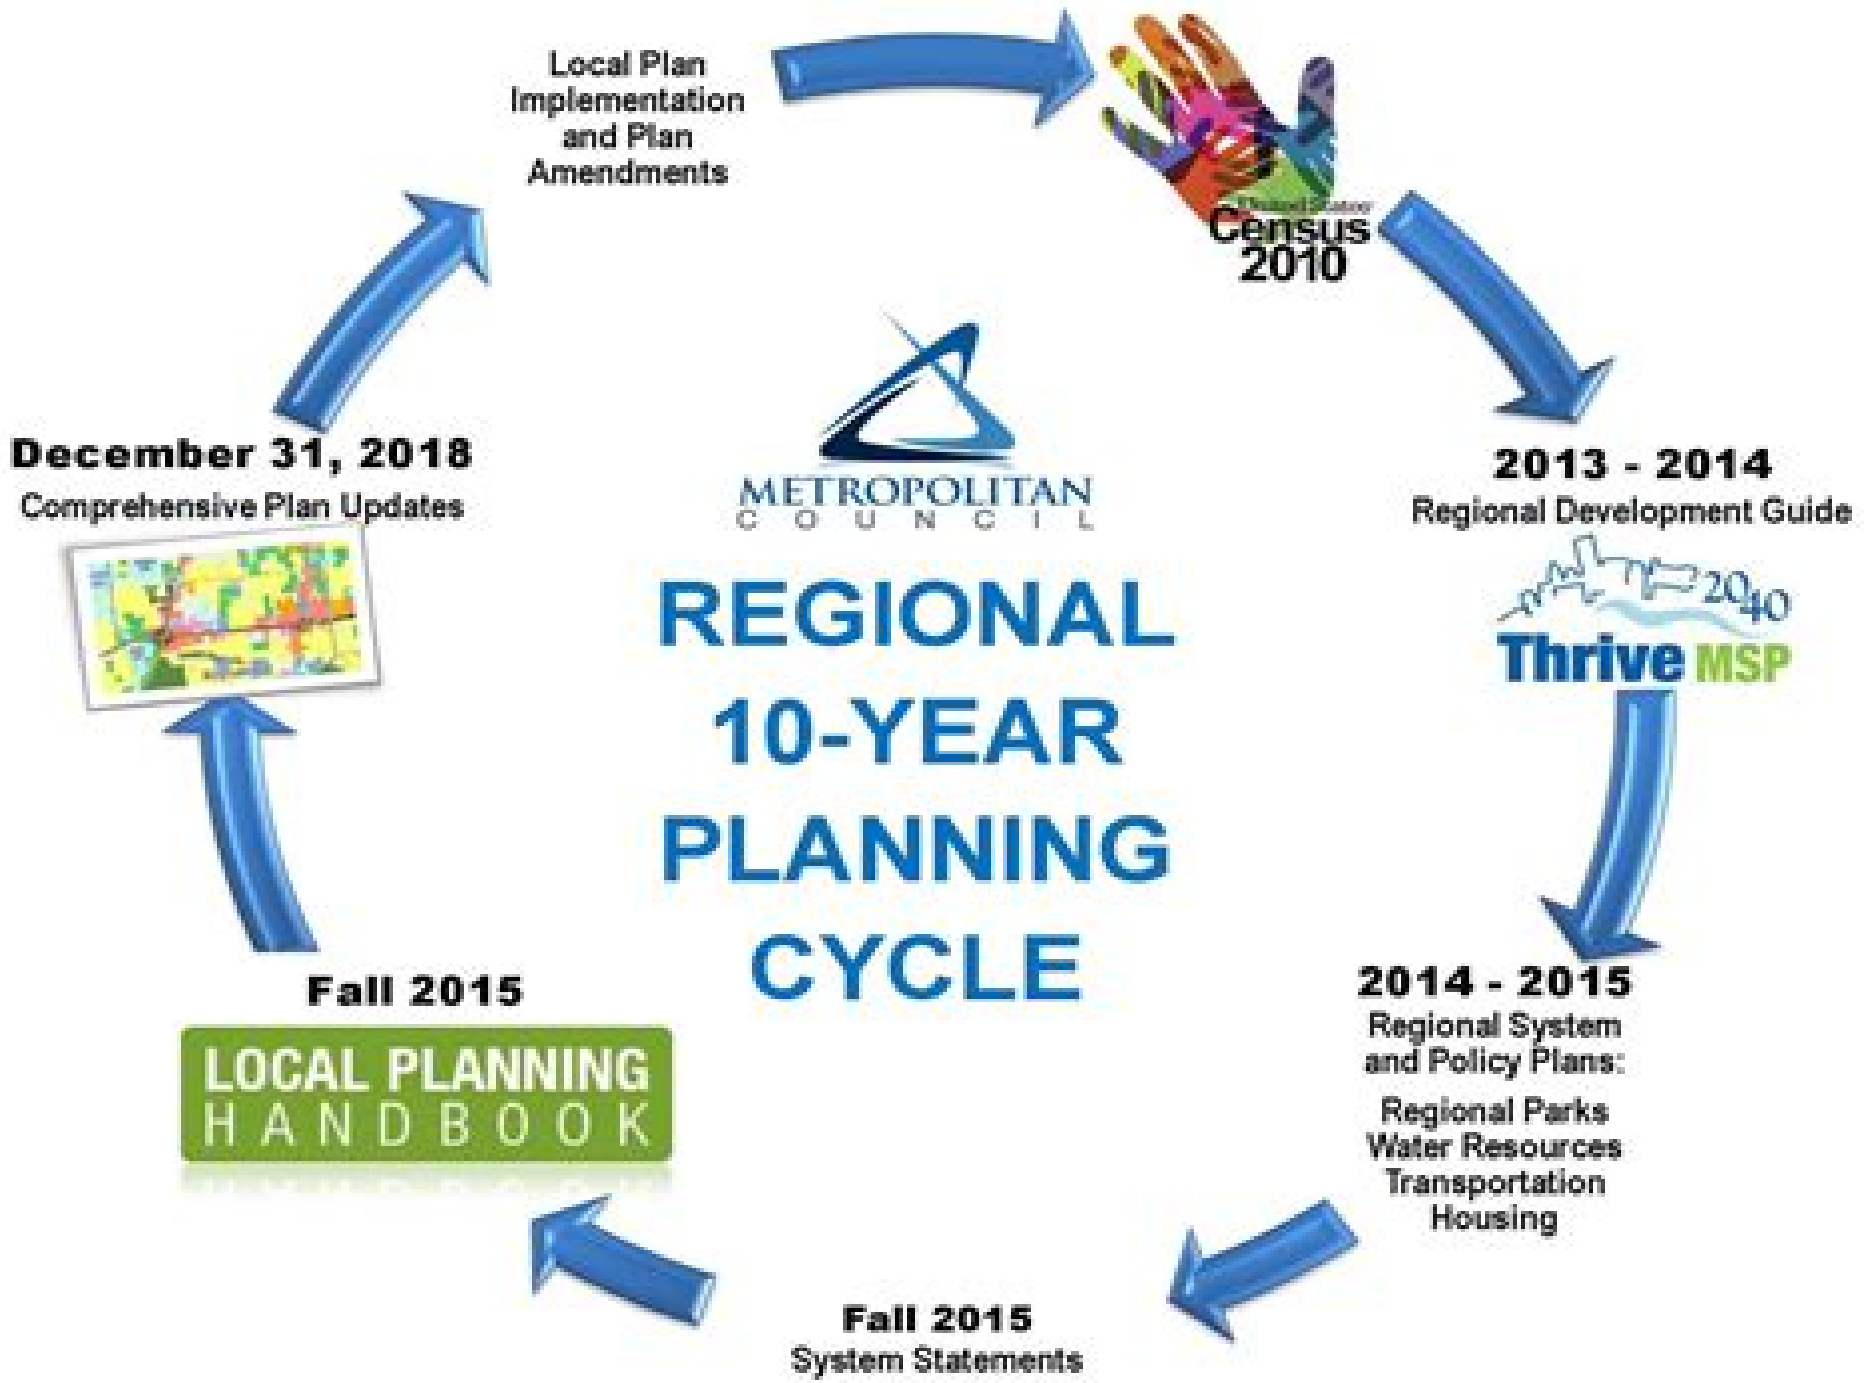 Local Plan
Implementation
and Plan
Amendments
United States
Census
2010
2013 - 2014
Regional Development Guide
2040
Thrive MSP
2014 - 2015
Regional System
and Policy Plans:
Regional Parks
Water Resources
Transportation
Housing
Fall 2015
System Statements
Fall 2015
LOCAL PLANNING
HANDBOOK
December 31, 2018
Comprehensive Plan Updates
METROPOLITAN
COUNCIL
REGIONAL
10-YEAR
PLANNING
CYCLE